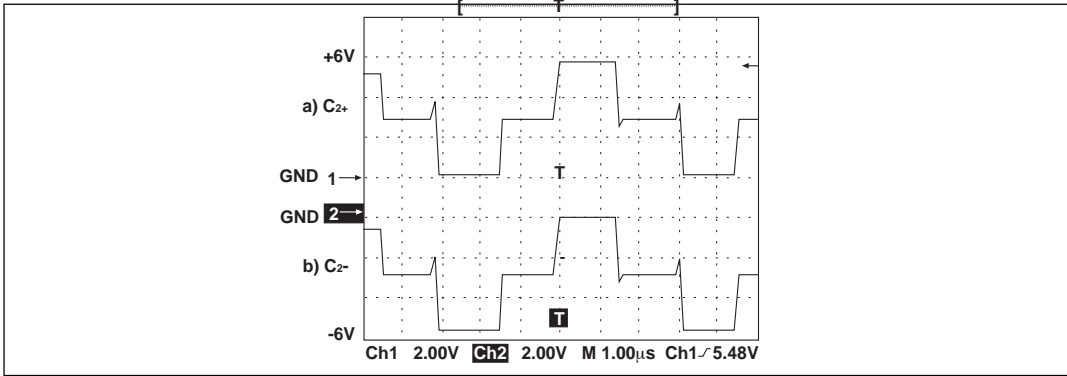 [ T ]
+6V
a) C2+
T
GND 1
GND 2
b) C2-
T
-6V
Ch1 2.00V Ch2 2.00V M 1.00µs Ch1 5.48V